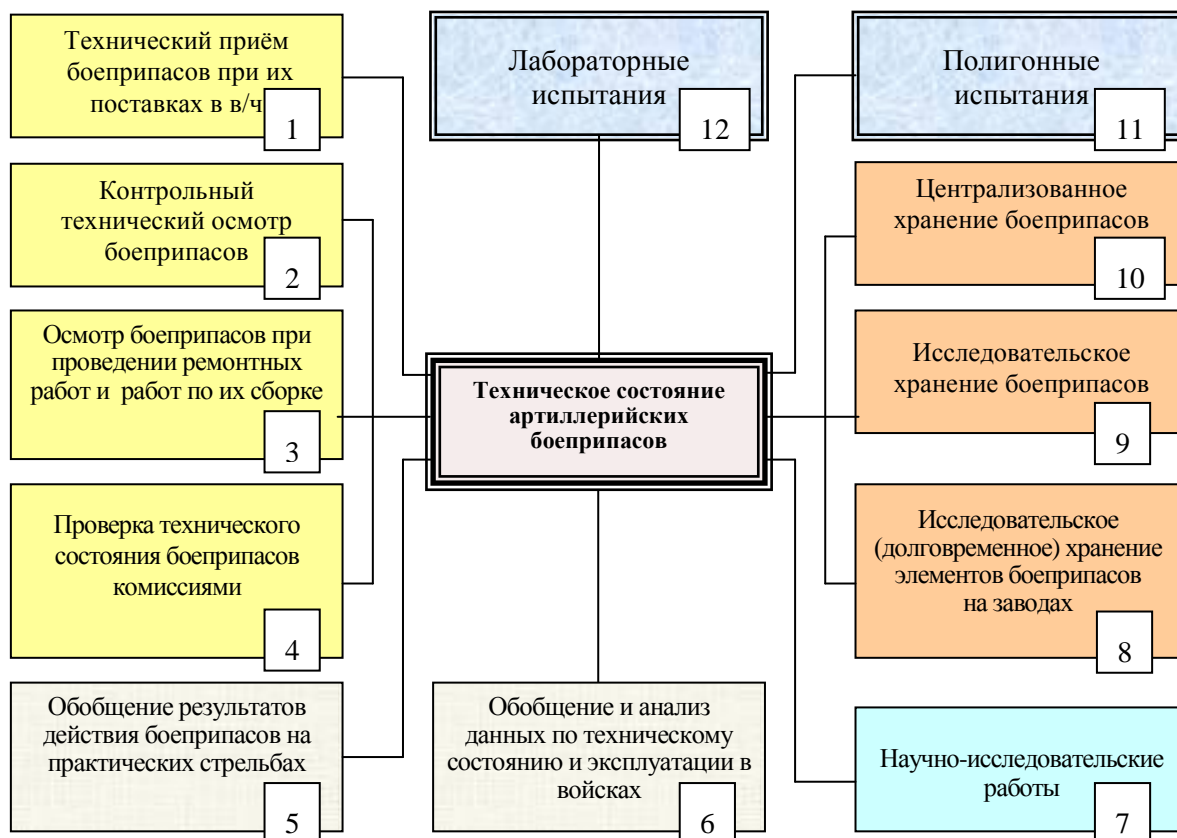 Технический приём
боеприпасов при их
поставках в в/ч
1
Контрольный
технический осмотр
боеприпасов
2
Осмотр боеприпасов при
проведении ремонтных
работ и работ по их сборке
3
Проверка технического
состояния боеприпасов
комиссиями
4
Обобщение результатов
действия боеприпасов на
практических стрельбах
5
Лабораторные
испытания
12
Техническое состояние
артиллерийских
боеприпасов
Обобщение и анализ
данных по техническому
состоянию и эксплуатации в
войсках
6
Полигонные
испытания
11
Централизованное
хранение боеприпасов
10
Исследовательское
хранение боеприпасов
9
Исследовательское
(долговременное) хранение
элементов боеприпасов
на заводах
8
Научно-исследовательские
работы
7